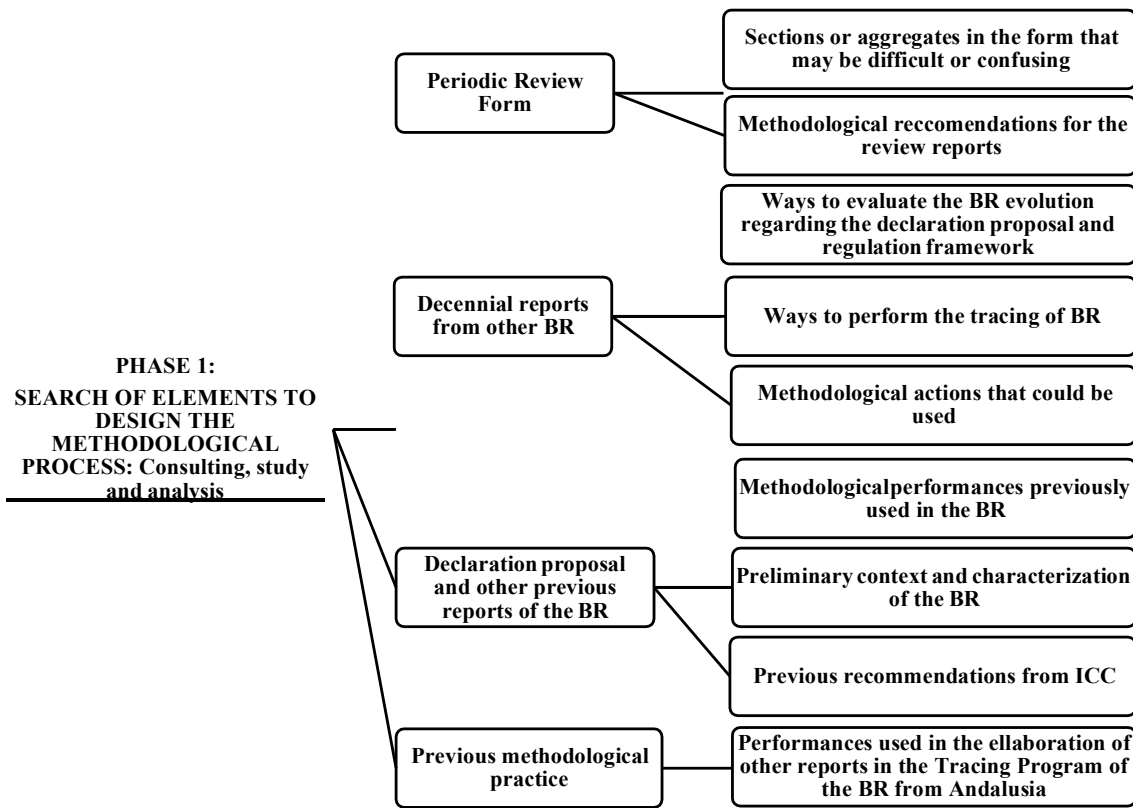 PHASE 1:
SEARCH OF ELEMENTS TO
DESIGN THE
METHODOLOGICAL
PROCESS: Consulting, study
and analysis
Periodic Review
Form
Sections or aggregates in the form that
may be difficult or confusing
Methodological reccomendations for the
review reports
Decennial reports
from other BR
Ways to evaluate the BR evolution
regarding the declaration proposal and
regulation framework
Ways to perform the tracing of BR
Methodological actions that could be
used
Declaration proposal
and other previous
reports of the BR
Methodologicalperformances previously
used in the BR
Preliminary context and characterization
of the BR
Previous recommendations from ICC
Previous methodological
practice
Performances used in the ellaboration of
other reports in the Tracing Program of
the BR from Andalusia